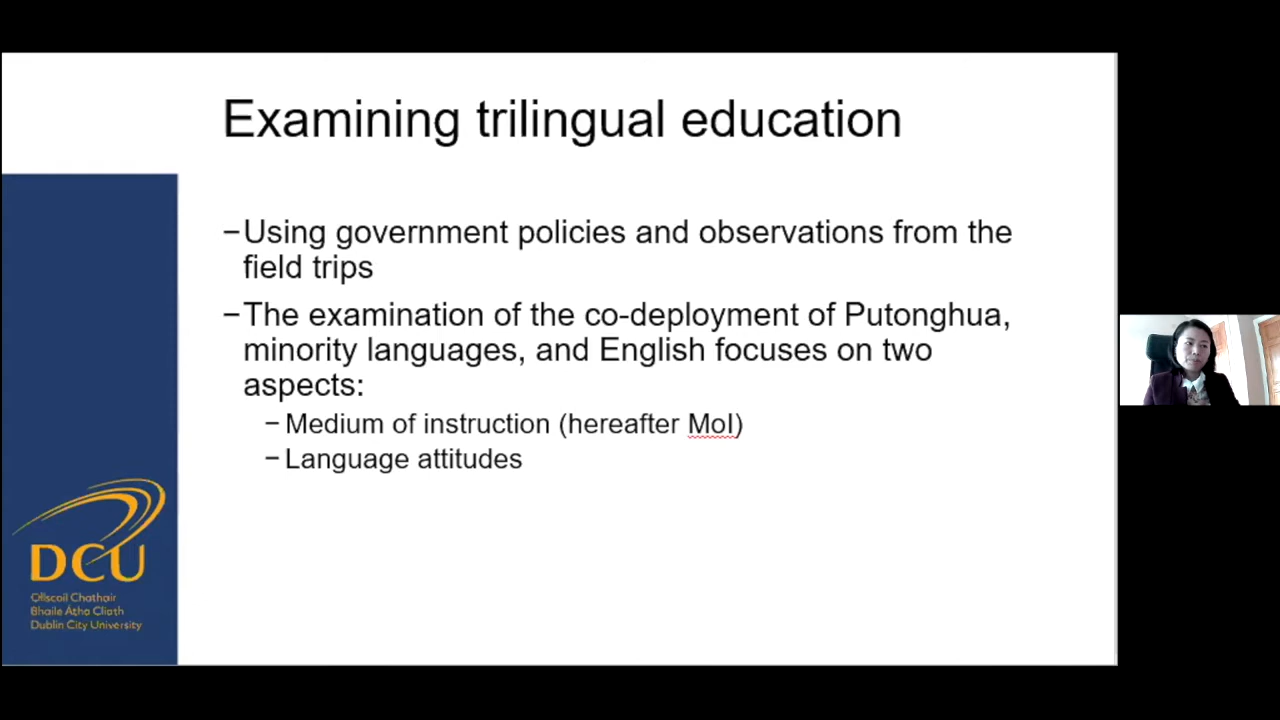 Examining trilingual education
−Using government policies and observations from the
field trips
−The examination of the co-deployment of Putonghua,
minority languages, and English focuses on two
aspects:
− Medium of instruction (hereafter MoI)
− Language attitudes
DCU
Ollscoil Chathair
Bhaile Átha Cliath
Dublin City University